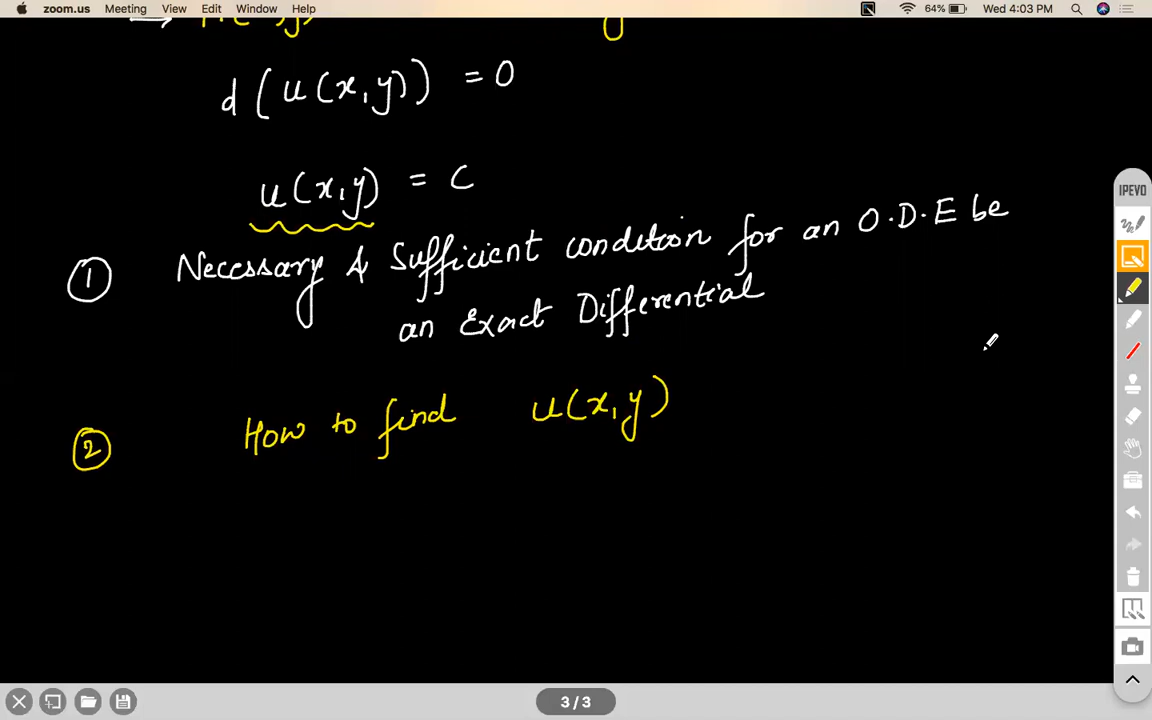 zoom.us Meeting View Edit Window Help 64% Wed 4:03 PM
d(u(x,y)) = 0
u(x,y) = c
① Necessary & Sufficient condition for an O.D.E be
an Exact Differential
② How to find u(x,y)
IPEVO
3/3